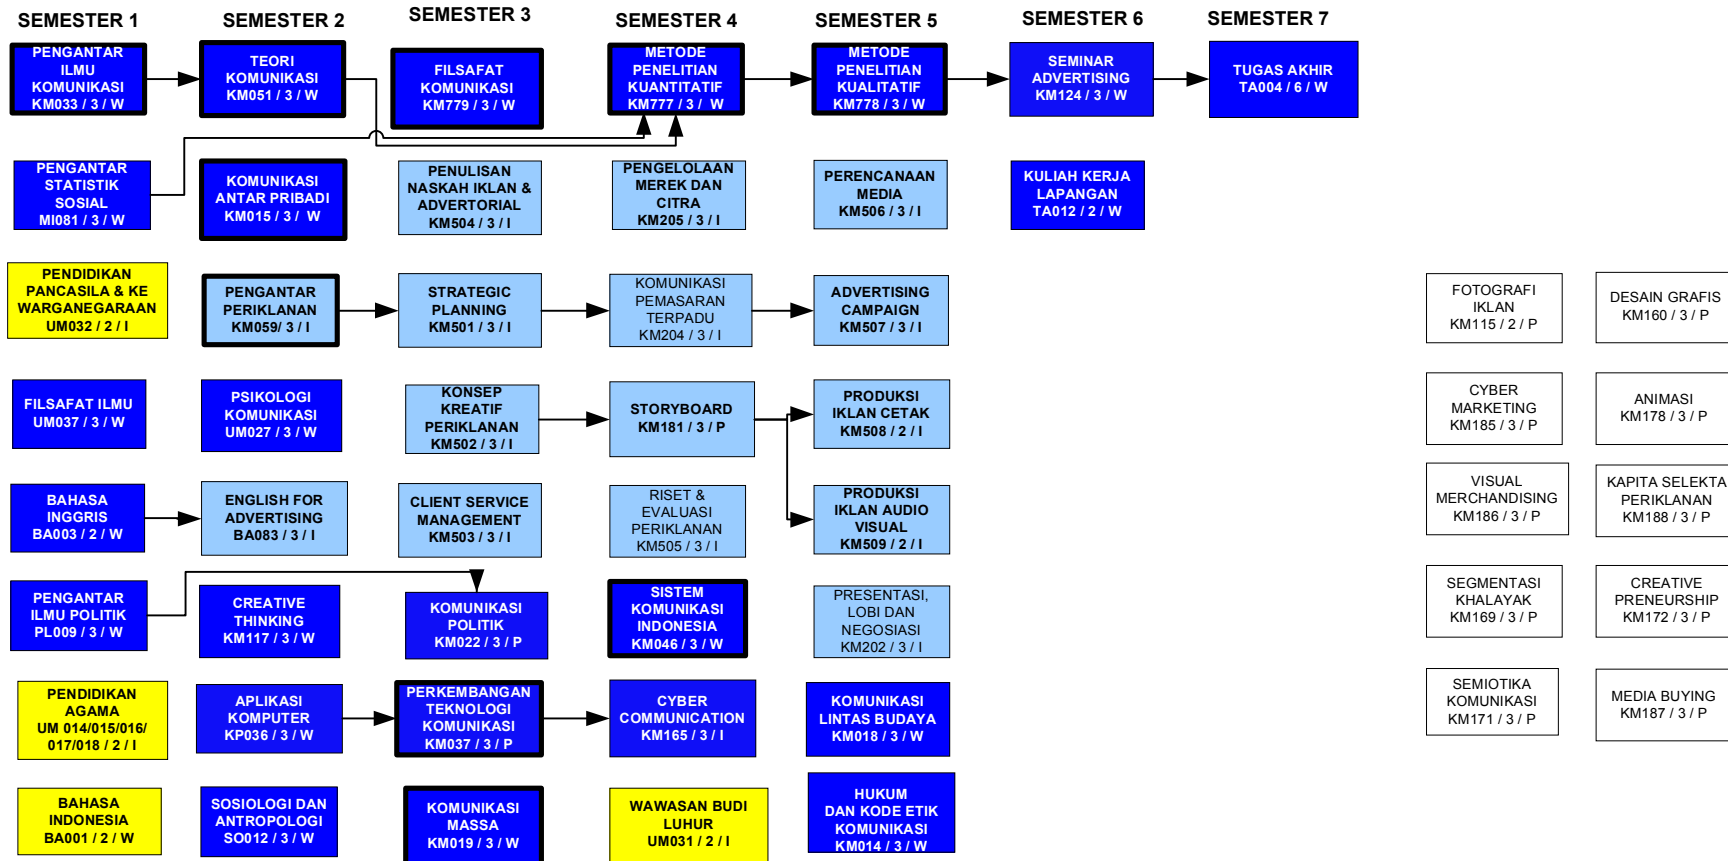 SEMESTER 1
SEMESTER 2
SEMESTER 3
SEMESTER 4
SEMESTER 5
SEMESTER 6
SEMESTER 7
PENGANTAR
ILMU
KOMUNIKASI
KM033 / 3 / W
TEORI
KOMUNIKASI
KM051 / 3 / W
FILSAFAT
KOMUNIKASI
KM779 / 3 / W
METODE
PENELITIAN
KUANTITATIF
KM777 / 3 / W
METODE
PENELITIAN
KUALITATIF
KM778 / 3 / W
SEMINAR
ADVERTISING
KM124 / 3 / W
TUGAS AKHIR
TA004 / 6 / W
PENGANTAR
STATISTIK
SOSIAL
MI081 / 3 / W
KOMUNIKASI
ANTAR PRIBADI
KM015 / 3 / W
PENULISAN
NASKAH IKLAN &
ADVERTORIAL
KM504 / 3 / I
PENGELOLAAN
MEREK DAN
CITRA
KM205 / 3 / I
PERENCANAAN
MEDIA
KM506 / 3 / I
KULIAH KERJA
LAPANGAN
TA012 / 2 / W
PENDIDIKAN
PANCASILA & KE
WARGANEGARAAN
UM032 / 2 / I
PENGANTAR
PERIKLANAN
KM059/ 3 / I
STRATEGIC
PLANNING
KM501 / 3 / I
KOMUNIKASI
PEMASARAN
TERPADU
KM204 / 3 / I
ADVERTISING
CAMPAIGN
KM507 / 3 / I
FOTOGRAFI
IKLAN
KM115 / 2 / P
DESAIN GRAFIS
KM160 / 3 / P
FILSAFAT ILMU
UM037 / 3 / W
PSIKOLOGI
KOMUNIKASI
UM027 / 3 / W
KONSEP
KREATIF
PERIKLANAN
KM502 / 3 / I
STORYBOARD
KM181 / 3 / P
PRODUKSI
IKLAN CETAK
KM508 / 2 / I
CYBER
MARKETING
KM185 / 3 / P
ANIMASI
KM178 / 3 / P
BAHASA
INGGRIS
BA003 / 2 / W
ENGLISH FOR
ADVERTISING
BA083 / 3 / I
CLIENT SERVICE
MANAGEMENT
KM503 / 3 / I
RISET &
EVALUASI
PERIKLANAN
KM505 / 3 / I
PRODUKSI
IKLAN AUDIO
VISUAL
KM509 / 2 / I
VISUAL
MERCHANDISING
KM186 / 3 / P
KAPITA SELEKTA
PERIKLANAN
KM188 / 3 / P
PENGANTAR
ILMU POLITIK
PL009 / 3 / W
CREATIVE
THINKING
KM117 / 3 / W
KOMUNIKASI
POLITIK
KM022 / 3 / P
SISTEM
KOMUNIKASI
INDONESIA
KM046 / 3 / W
PRESENTASI,
LOBI DAN
NEGOSIASI
KM202 / 3 / I
SEGMENTASI
KHALAYAK
KM169 / 3 / P
CREATIVE
PRENEURSHIP
KM172 / 3 / P
PENDIDIKAN
AGAMA
UM 014/015/016/
017/018 / 2 / I
APLIKASI
KOMPUTER
KP036 / 3 / W
PERKEMBANGAN
TEKNOLOGI
KOMUNIKASI
KM037 / 3 / P
CYBER
COMMUNICATION
KM165 / 3 / I
KOMUNIKASI
LINTAS BUDAYA
KM018 / 3 / W
SEMIOTIKA
KOMUNIKASI
KM171 / 3 / P
MEDIA BUYING
KM187 / 3 / P
BAHASA
INDONESIA
BA001 / 2 / W
SOSIOLOGI DAN
ANTROPOLOGI
SO012 / 3 / W
KOMUNIKASI
MASSA
KM019 / 3 / W
WAWASAN BUDI
LUHUR
UM031 / 2 / I
HUKUM
DAN KODE ETIK
KOMUNIKASI
KM014 / 3 / W